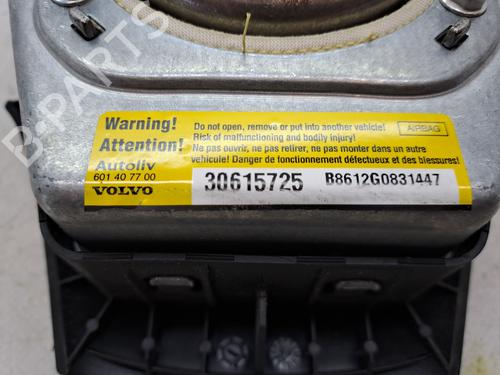 B-PARTS
Warning!
Attention!
Do not open, remove or put into another vehicle!
Risk of malfunctioning and bodily injury!
Ne pas ouvrir, ne pas retirer, ne pas mettre dans un autre
vehicule! Danger de fonctionnement défectueux et des blessures!
AIRBAG
Autoliv
601 40 77 00
VOLVO
30615725
B8612G0831447